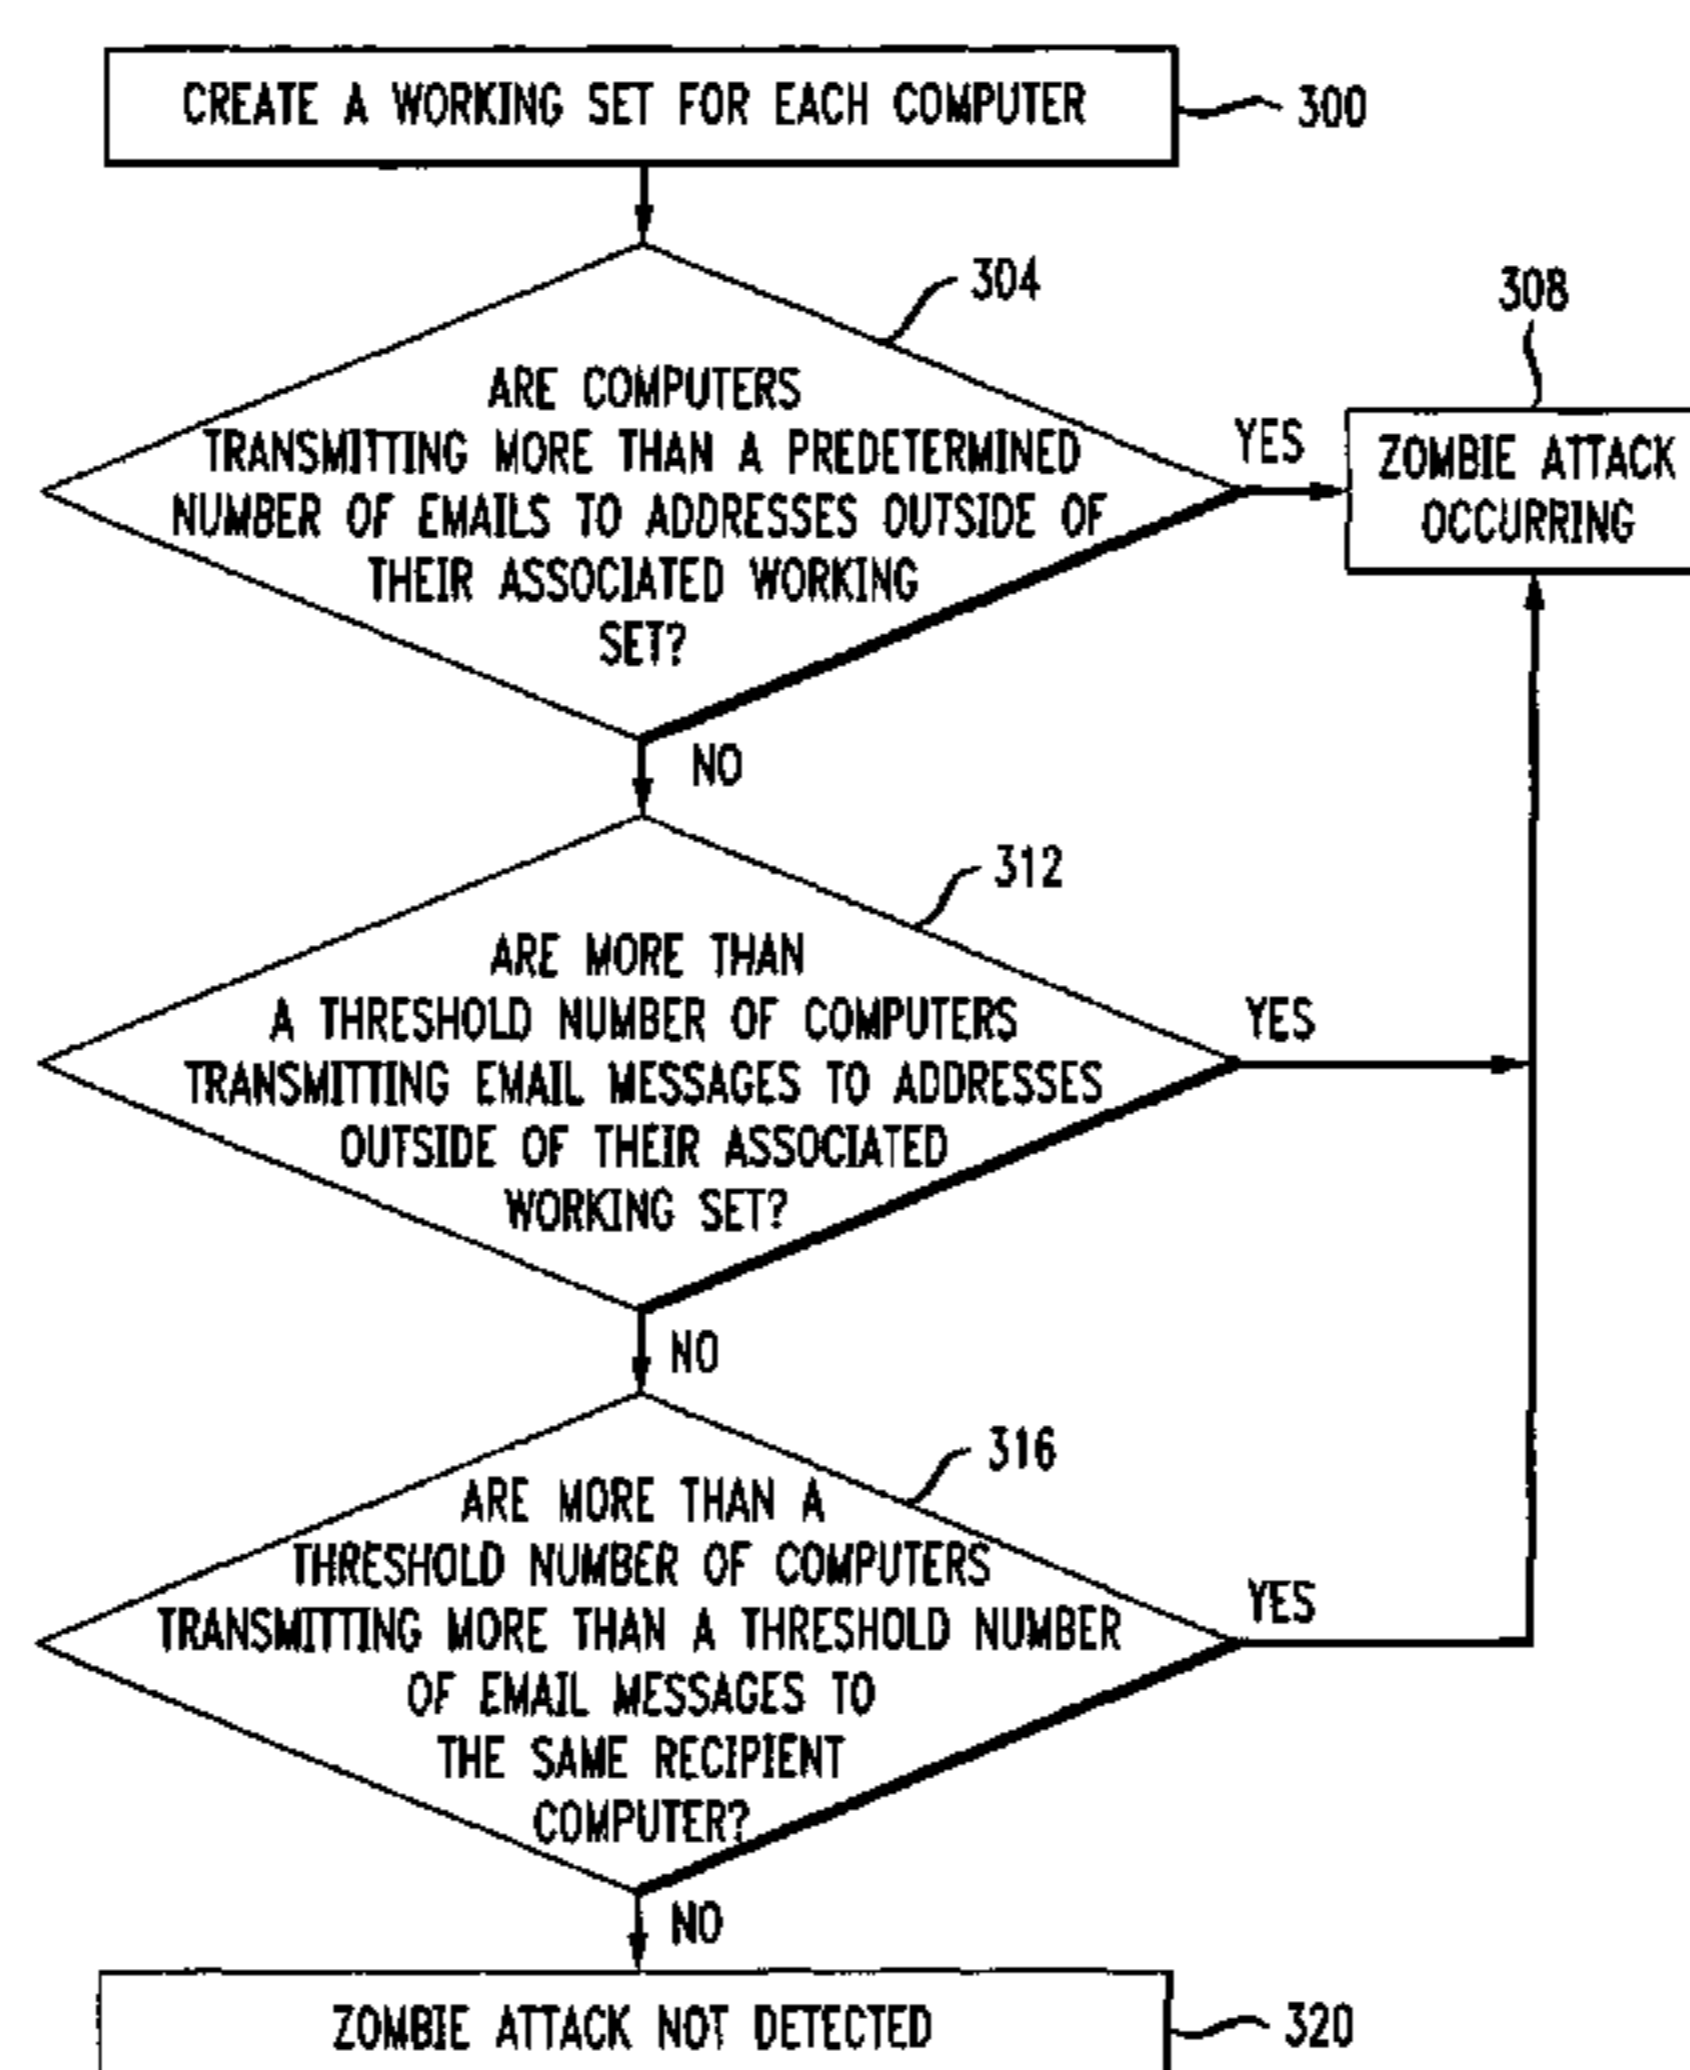 CREATE A WORKING SET FOR EACH COMPUTER
300
304
308
ARE COMPUTERS
TRANSMITTING MORE THAN A PREDETERMINED
NUMBER OF EMAILS TO ADDRESSES OUTSIDE OF
THEIR ASSOCIATED WORKING
SET?
YES
ZOMBIE ATTACK
OCCURRING
NO
312
ARE MORE THAN
A THRESHOLD NUMBER OF COMPUTERS
TRANSMITTING EMAIL MESSAGES TO ADDRESSES
OUTSIDE OF THEIR ASSOCIATED
WORKING SET?
YES
NO
316
ARE MORE THAN A
THRESHOLD NUMBER OF COMPUTERS
TRANSMITTING MORE THAN A THRESHOLD NUMBER
OF EMAIL MESSAGES TO
THE SAME RECIPIENT
COMPUTER?
YES
NO
ZOMBIE ATTACK NOT DETECTED
320